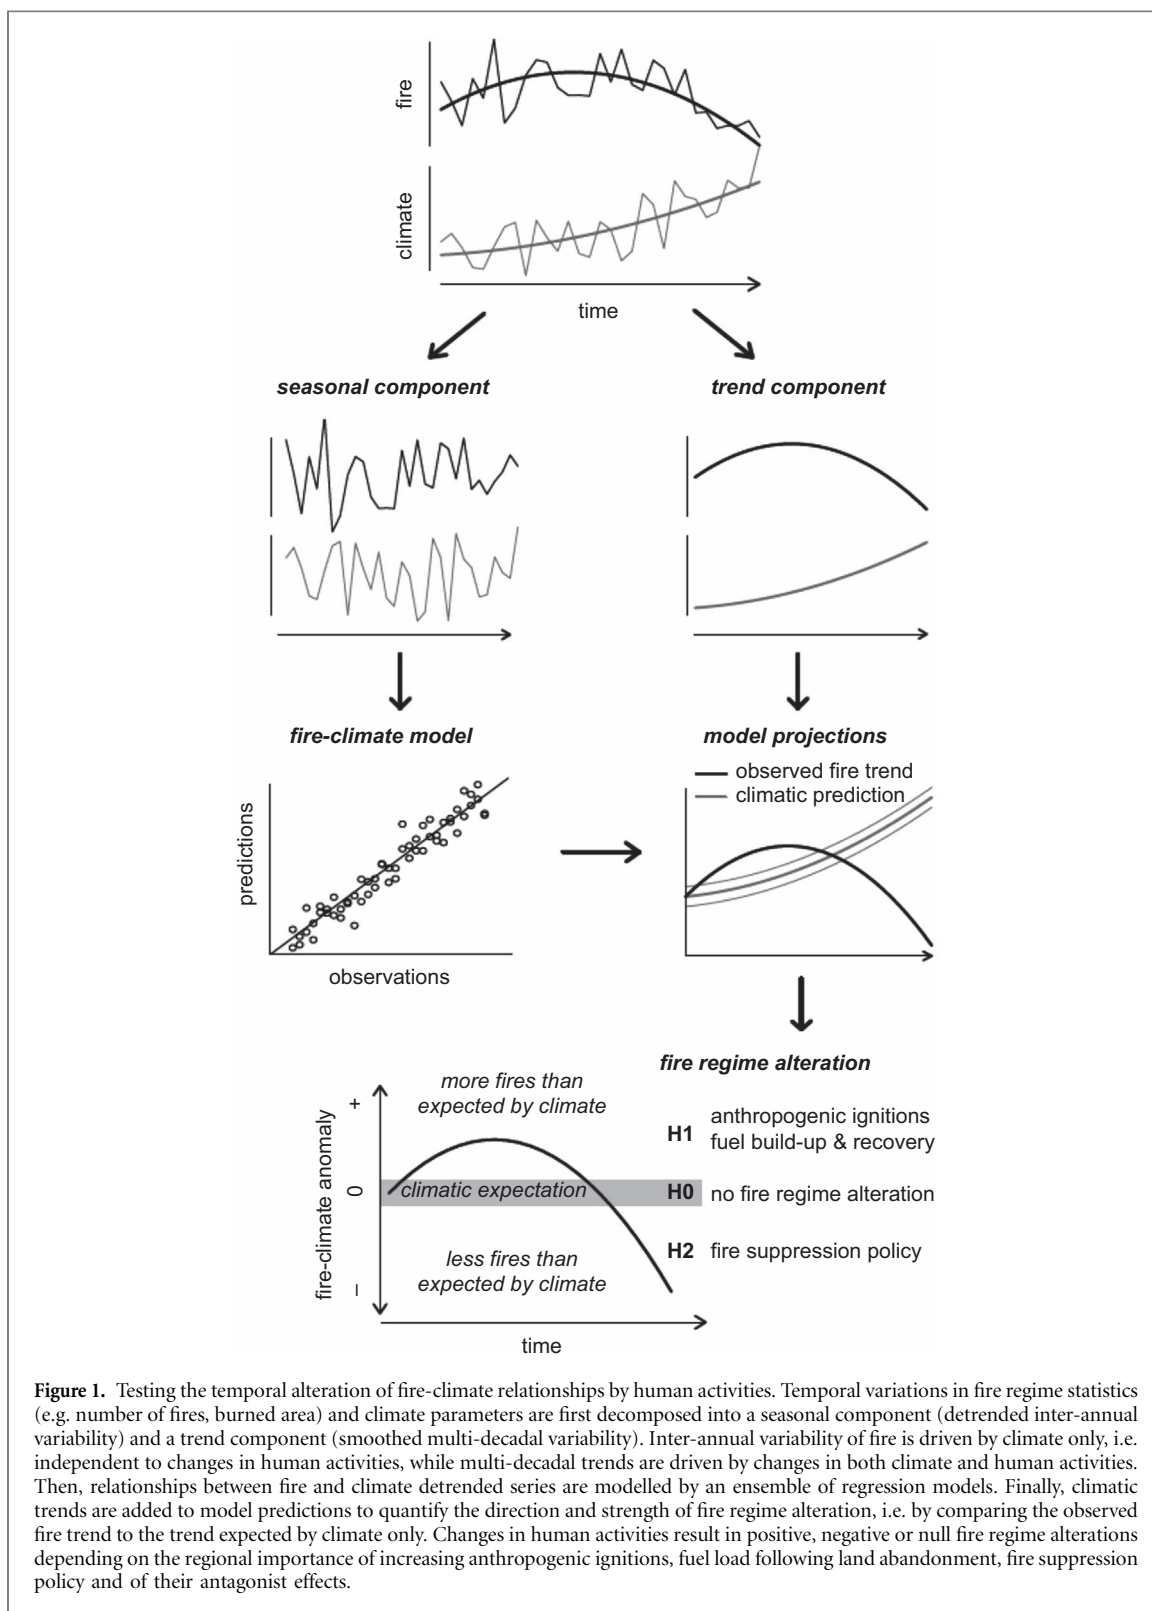 fire
climate
time
seasonal component
trend component
fire-climate model
model projections
observed fire trend
climatic prediction
predictions
observations
fire regime alteration
more fires than
expected by climate
fire-climate anomaly
+
0
–
climatic expectation
less fires than
expected by climate
H1 anthropogenic ignitions
fuel build-up & recovery
H0 no fire regime alteration
H2 fire suppression policy
time
Figure 1. Testing the temporal alteration of fire-climate relationships by human activities. Temporal variations in fire regime statistics
(e.g. number of fires, burned area) and climate parameters are first decomposed into a seasonal component (detrended inter-annual
variability) and a trend component (smoothed multi-decadal variability). Inter-annual variability of fire is driven by climate only, i.e.
independent to changes in human activities, while multi-decadal trends are driven by changes in both climate and human activities.
Then, relationships between fire and climate detrended series are modelled by an ensemble of regression models. Finally, climatic
trends are added to model predictions to quantify the direction and strength of fire regime alteration, i.e. by comparing the observed
fire trend to the trend expected by climate only. Changes in human activities result in positive, negative or null fire regime alterations
depending on the regional importance of increasing anthropogenic ignitions, fuel load following land abandonment, fire suppression
policy and of their antagonist effects.